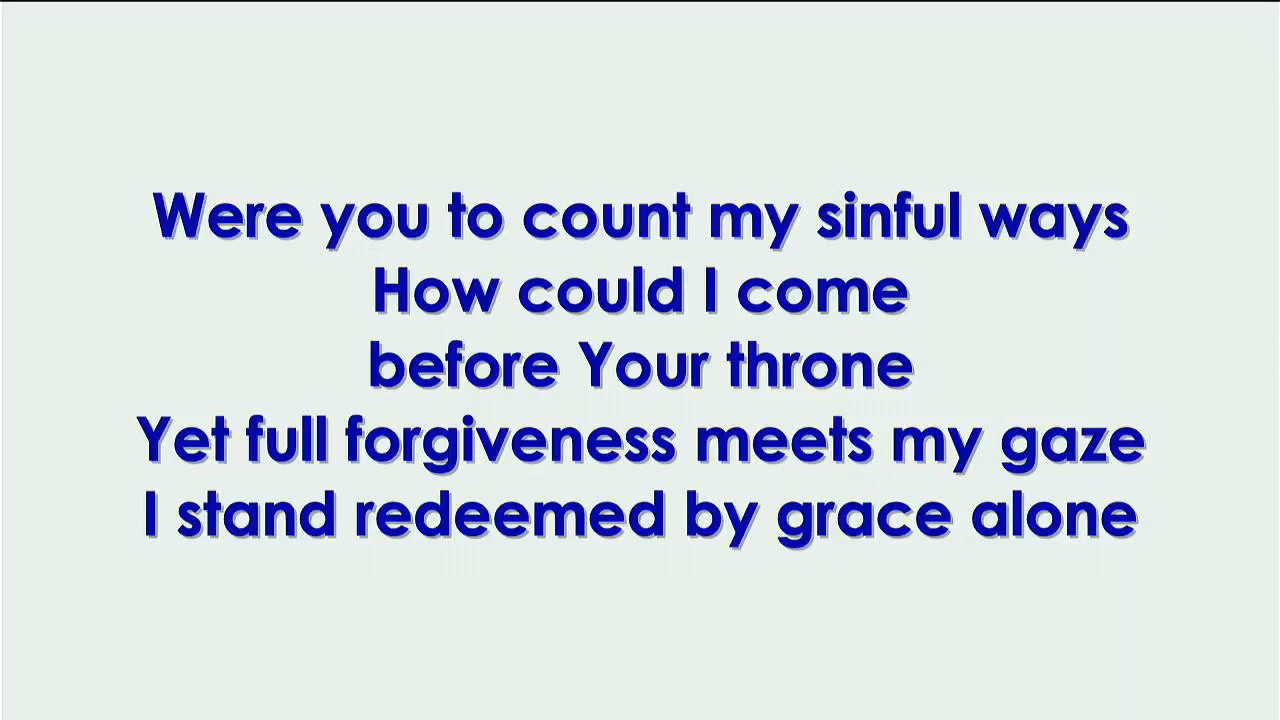 Were you to count my sinful ways
How could I come
before Your throne
Yet full forgiveness meets my gaze
I stand redeemed by grace alone